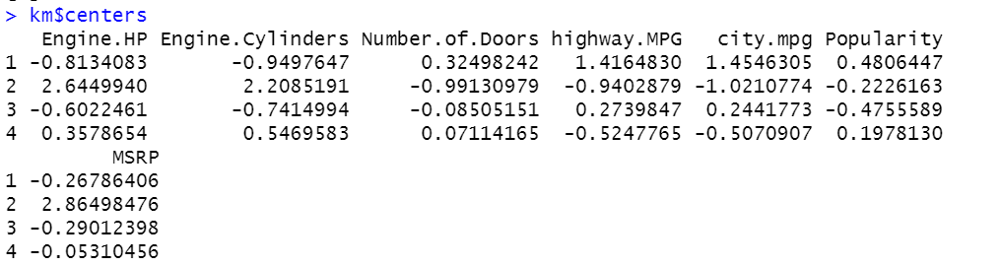 > km$centers
Engine.HP Engine.Cylinders Number.of.Doors highway.MPG city.mpg Popularity
1 -0.8134083 -0.9497647 0.32498242 1.4164830 1.4546305 0.4806447
2 2.6449940 2.2085191 -0.99130979 -0.9402879 -1.0210774 -0.2226163
3 -0.6022461 -0.7414994 -0.08505151 0.2739847 0.2441773 -0.4755589
4 0.3578654 0.5469583 0.07114165 -0.5247765 -0.5070907 0.1978130
MSRP
1 -0.26786406
2 2.86498476
3 -0.29012398
4 -0.05310456